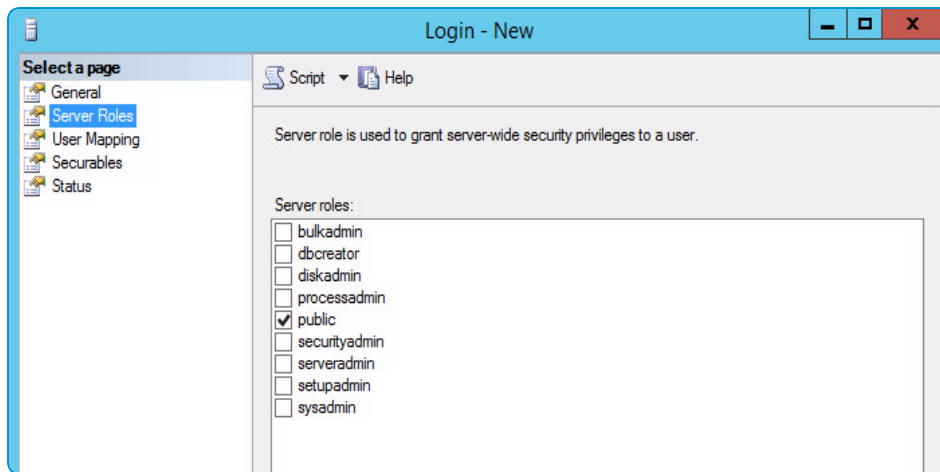 Login - New
Select a page
General
Server Roles
User Mapping
Securables
Status
Script Help
Server role is used to grant server-wide security privileges to a user.
Server roles:
bulkadmin
dbcreator
diskadmin
processadmin
public
securityadmin
serveradmin
setupadmin
sysadmin